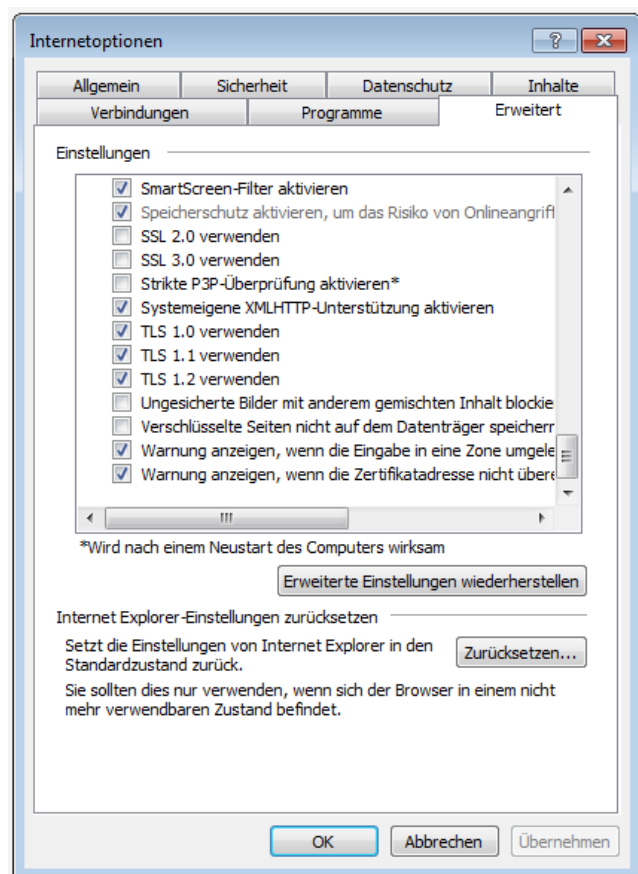 Internetoptionen
Allgemein Sicherheit Datenschutz Inhalte
Verbindungen Programme Erweitert
Einstellungen
SmartScreen-Filter aktivieren
Speicherschutz aktivieren, um das Risiko von Onlineangriff
SSL 2.0 verwenden
SSL 3.0 verwenden
Strikte P3P-Überprüfung aktivieren*
Systemeigene XMLHTTP-Unterstützung aktivieren
TLS 1.0 verwenden
TLS 1.1 verwenden
TLS 1.2 verwenden
Ungesicherte Bilder mit anderem gemischten Inhalt blockie
Verschlüsselte Seiten nicht auf dem Datenträger speicherr
Warnung anzeigen, wenn die Eingabe in eine Zone umgele
Warnung anzeigen, wenn die Zertifikatadresse nicht übere
*Wird nach einem Neustart des Computers wirksam
Erweiterte Einstellungen wiederherstellen
Internet Explorer-Einstellungen zurücksetzen
Setzt die Einstellungen von Internet Explorer in den
Standardzustand zurück.
Zurücksetzen...
Sie sollten dies nur verwenden, wenn sich der Browser in einem nicht
mehr verwendbaren Zustand befindet.
OK Abbrechen Übernehmen